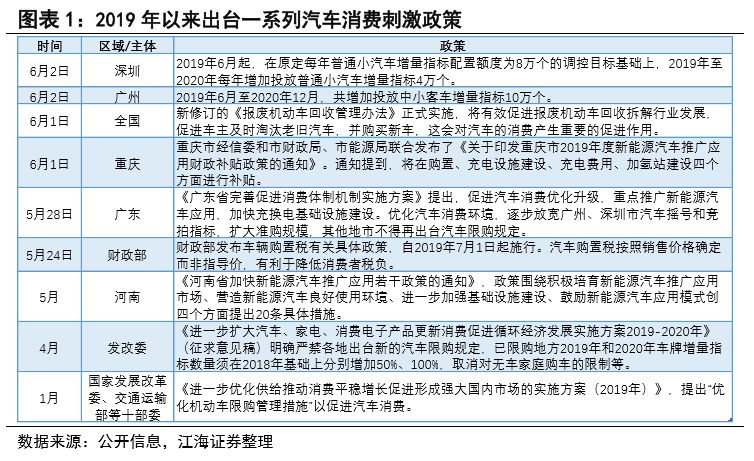 图表 1：2019 年以来出台一系列汽车消费刺激政策
时间 区域/主体 政策
6月2日 深圳 2019年6月起，在原定每年普通小汽车增量指标配置额度为8万个的调控目标基础上，2019年至
2020年每年增加投放普通小汽车增量指标4万个。
6月2日 广州 2019年6月至2020年12月，共增加投放中小客车增量指标10万个。
6月1日 全国 新修订的《报废机动车回收管理办法》正式实施，将有效促进报废机动车回收拆解行业发展，
促进车主及时淘汰老旧汽车，并购买新车，这会对汽车的消费产生重要的促进作用。
6月1日 重庆 重庆市经信委和市财政局、市能源局联合发布了《关于印发重庆市2019年度新能源汽车推广应
用财政补贴政策的通知》。通知提到，将在购置、充电设施建设、充电费用、加氢站建设四个
方面进行补贴。
5月28日 广东 《广东省完善促进消费体制机制实施方案》提出，促进汽车消费优化升级，重点推广新能源汽
车应用，加快充换电基础设施建设。优化汽车消费环境，逐步放宽广州、深圳市汽车摇号和竞
拍指标，扩大准购规模，其他地市不得再出台汽车限购规定。
5月24日 财政部 财政部发布车辆购置税有关具体政策，自2019年7月1日起施行。汽车购置税按照销售价格确定
而非指导价，有利于降低消费者税负。
5月 河南 《河南省加快新能源汽车推广应用若干政策的通知》，政策围绕积极培育新能源汽车推广应用
市场、营造新能源汽车良好使用环境、进一步加强基础设施建设、鼓励新能源汽车应用模式创
四个方面提出20条具体措施。
4月 发改委 《进一步扩大汽车、家电、消费电子产品更新消费促进循环经济发展实施方案2019-2020年》
（征求意见稿）明确严禁各地出台新的汽车限购规定，已限购地方2019年和2020年车牌增量指
标数量须在2018年基础上分别增加50%、100%，取消对无车家庭购车的限制等。
1月 国家发展改革
委、交通运输
部等十部委 《进一步优化供给推动消费平稳增长促进形成强大国内市场的实施方案（2019年）》，提出“优
化机动车限购管理措施”以促进汽车消费。
数据来源：公开信息，江海证券整理